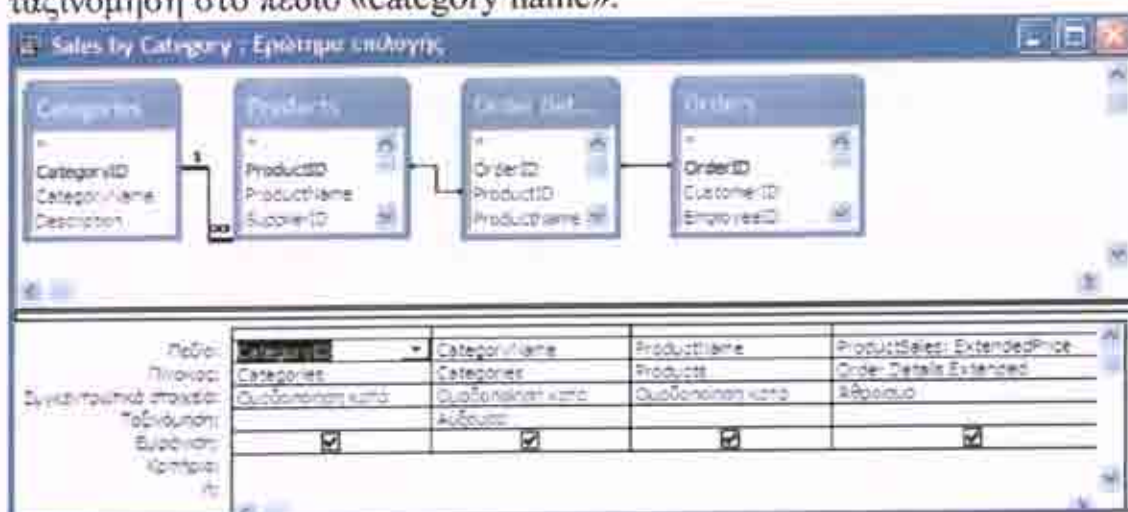 ταξινόμηση στο πεδίο «category name».
Sales by Category : Ερώτημα επιλογής
Categories
Products
Order Det...
Orders
*
CategoryID
CategoryName
Description
1
∞
*
ProductID
ProductName
SupplierID
*
OrderID
ProductID
ProductName
*
OrderID
CustomerID
EmployeeID
Πεδίο: CategoryID CategoryName ProductName ProductSales: ExtendedPrice
Πίνακας: Categories Categories Products Order Details Extended
Συγκεντρωτικά στοιχεία: Ομαδοποίηση κατά Ομαδοποίηση κατά Ομαδοποίηση κατά Άθροισμα
Ταξινόμηση: Αύξουσα
Εμφάνιση:
Κριτήρια:
Ή: